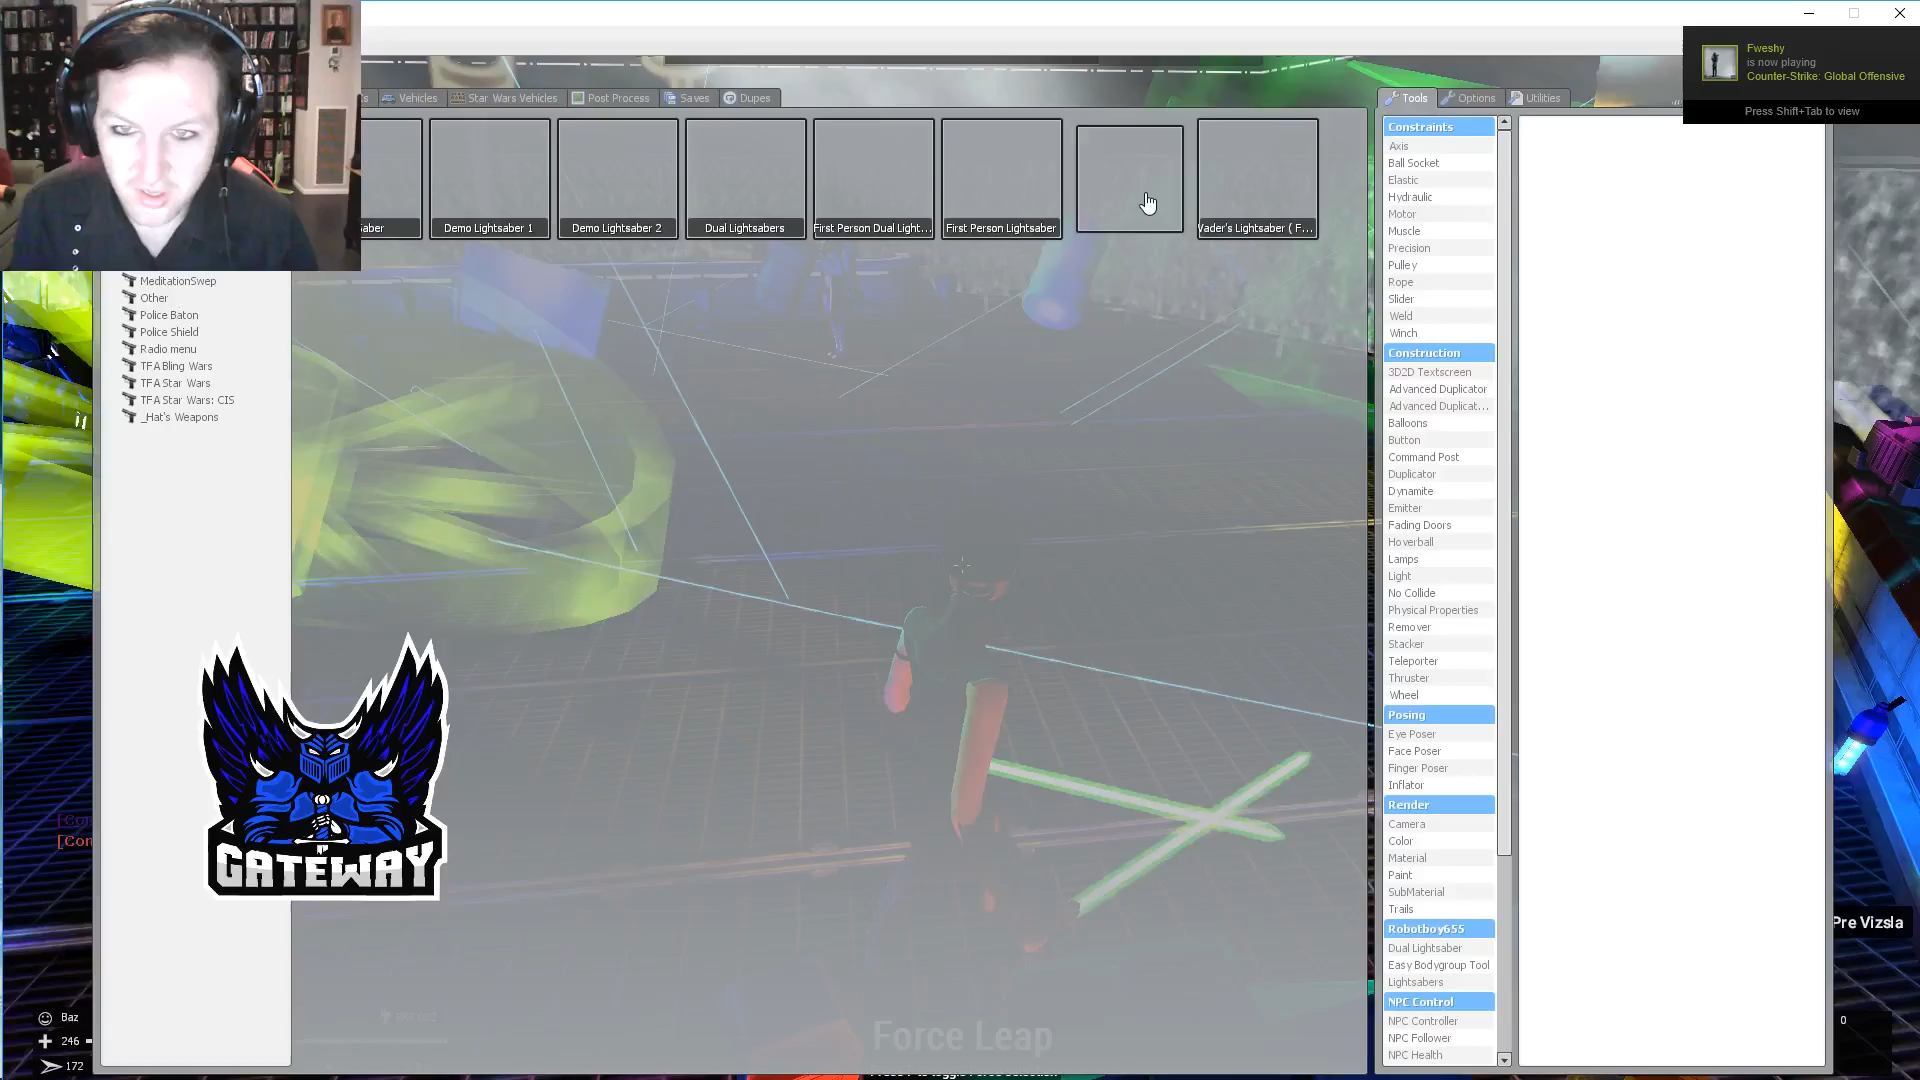 Fweshy
is now playing
Counter-Strike: Global Offensive
Press Shift+Tab to view
Vehicles
Star Wars Vehicles
Post Process
Saves
Dupes
Tools
Options
Utilities
Demo Lightsaber 1
Demo Lightsaber 2
Dual Lightsabers
First Person Dual Light...
First Person Lightsaber
Vader's Lightsaber ( F...
MeditationSwep
Other
Police Baton
Police Shield
Radio menu
TFA Bling Wars
TFA Star Wars
TFA Star Wars: CIS
_Hat's Weapons
Constraints
Axis
Ball Socket
Elastic
Hydraulic
Motor
Muscle
Precision
Pulley
Rope
Slider
Weld
Winch
Construction
3D2D Textscreen
Advanced Duplicator
Advanced Duplicat...
Balloons
Button
Command Post
Duplicator
Dynamite
Emitter
Fading Doors
Hoverball
Lamps
Light
No Collide
Physical Properties
Remover
Stacker
Teleporter
Thruster
Wheel
Posing
Eye Poser
Face Poser
Finger Poser
Inflator
Render
Camera
Color
Material
Paint
SubMaterial
Trails
Robotboy655
Dual Lightsaber
Easy Bodygroup Tool
Lightsabers
NPC Control
NPC Controller
NPC Follower
NPC Health
GATEWAY
Pre Vizsla
Baz
246
172
0
Force Leap